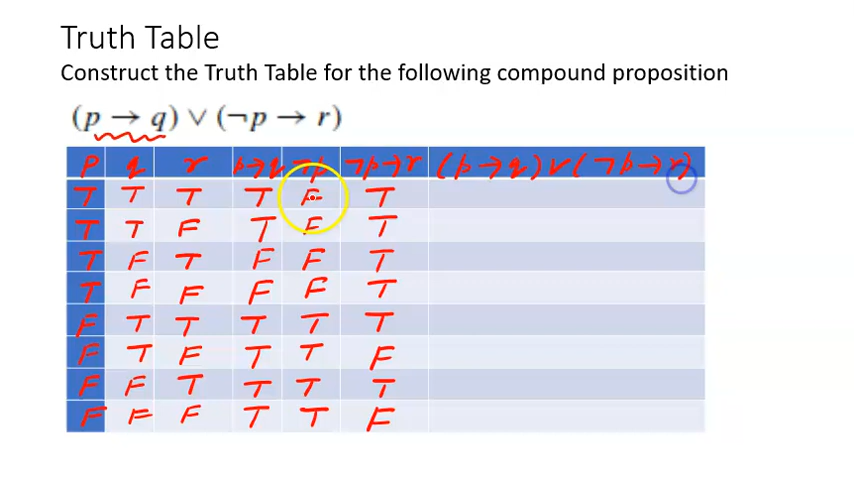 Truth Table
Construct the Truth Table for the following compound proposition
(p → q) ∨ (¬p → r)
p q r p→q ¬p ¬p→r (p→q)∨(¬p→r)
T T T T F T
T T F T F T
T F T F F T
T F F F F T
F T T T T T
F T F T T F
F F T T T T
F F F T T F